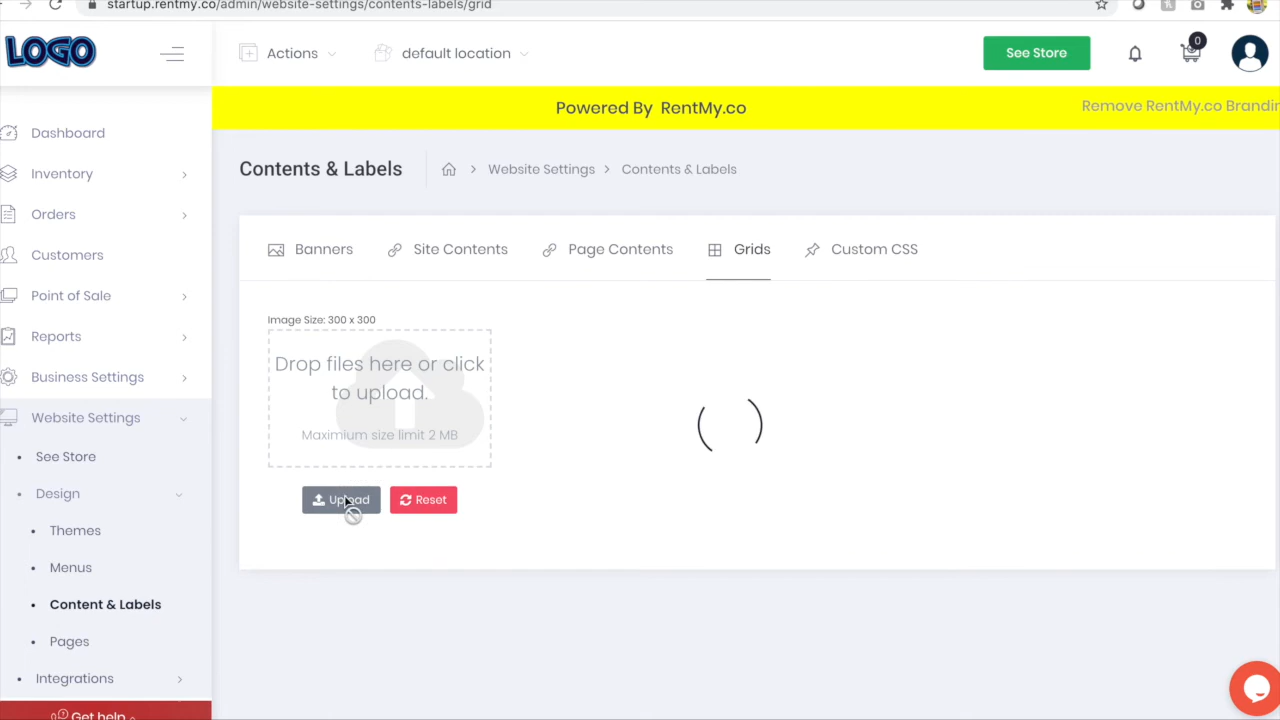 startup.rentmy.co/admin/website-settings/contents-labels/grid
LOGO
Actions
default location
See Store
0
Powered By RentMy.co
Remove RentMy.co Brandin
Dashboard
Inventory
Orders
Customers
Point of Sale
Reports
Business Settings
Website Settings
See Store
Design
Themes
Menus
Content & Labels
Pages
Integrations
Get help
Contents & Labels
Website Settings
Contents & Labels
Banners
Site Contents
Page Contents
Grids
Custom CSS
Image Size: 300 x 300
Drop files here or click
to upload.
Maximium size limit 2 MB
Upload
Reset